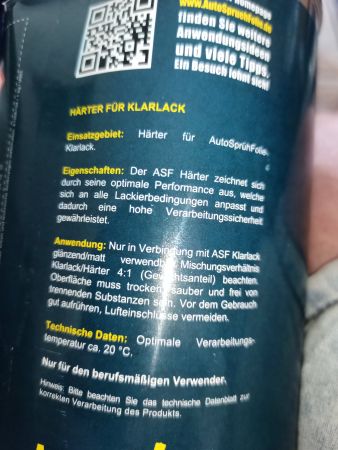 Homepage
www.AutoSpruhFolie.de
finden Sie weitere
Anwendungsideen
und viele Tipps.
Ein Besuch lohnt sich!
HÄRTER FÜR KLARLACK
Einsatzgebiet: Härter für AutoSprühFolie
Klarlack.
Eigenschaften: Der ASF Härter zeichnet sich
durch seine optimale Performance aus, welche
sich an alle Lackierbedingungen anpasst und
dadurch eine hohe Verarbeitungssicherheit
gewährleistet.
Anwendung: Nur in Verbindung mit ASF Klarlack
glänzend/matt verwendbar. Mischungsverhältnis
Klarlack/Härter 4:1 (Gewichtsanteil) beachten.
Oberfläche muss trocken, sauber und frei von
trennenden Substanzen sein. Vor dem Gebrauch
gut aufrühren, Lufteinschlüsse vermeiden.
Technische Daten: Optimale Verarbeitungs-
temperatur ca. 20 °C.
Nur für den berufsmäßigen Verwender.
Hinweis: Bitte beachten Sie das technische Datenblatt zur
korrekten Verarbeitung des Produkts.